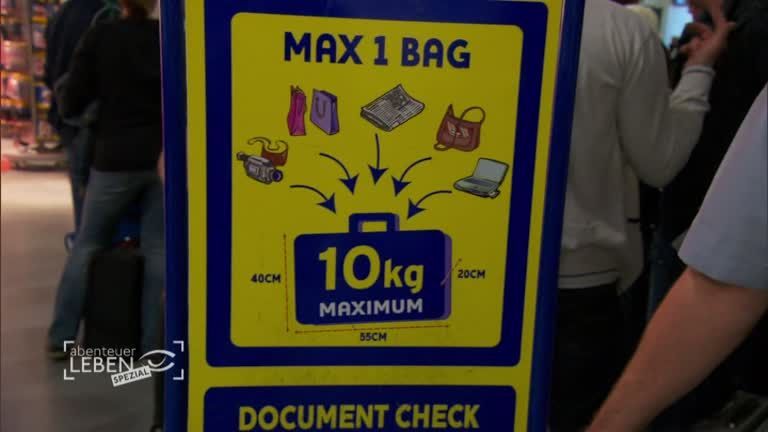 MAX 1 BAG
40CM
10kg
MAXIMUM
20CM
55CM
abenteuer
LEBEN
SPEZIAL
DOCUMENT CHECK